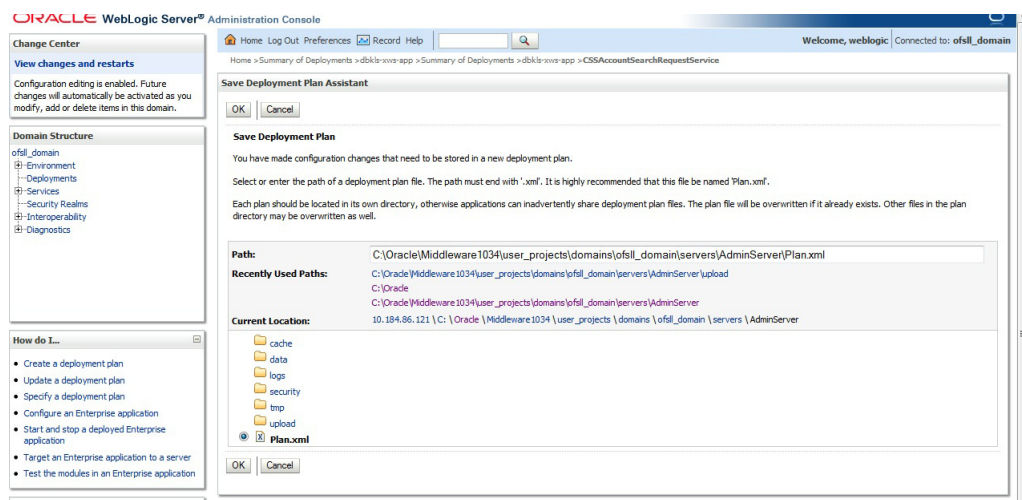 ORACLE WebLogic Server® Administration Console
Change Center
View changes and restarts
Configuration editing is enabled. Future
changes will automatically be activated as you
modify, add or delete items in this domain.
Domain Structure
ofsll_domain
Environment
Deployments
Services
Security Realms
Interoperability
Diagnostics
How do I...
Create a deployment plan
Update a deployment plan
Specify a deployment plan
Configure an Enterprise application
Start and stop a deployed Enterprise
application
Target an Enterprise application to a server
Test the modules in an Enterprise application
Home Log Out Preferences Record Help
Welcome, weblogic Connected to: ofsll_domain
Home >Summary of Deployments >dbkls-xws-app >Summary of Deployments >dbkls-xws-app >CSSAccountSearchRequestService
Save Deployment Plan Assistant
OK Cancel
Save Deployment Plan
You have made configuration changes that need to be stored in a new deployment plan.
Select or enter the path of a deployment plan file. The path must end with '.xml'. It is highly recommended that this file be named 'Plan.xml'.
Each plan should be located in its own directory, otherwise applications can inadvertently share deployment plan files. The plan file will be overwritten if it already exists. Other files in the plan
directory may be overwritten as well.
Path: C:\Oracle\Middleware1034\user_projects\domains\ofsll_domain\servers\AdminServer\Plan.xml
Recently Used Paths: C:\Oracle\Middleware1034\user_projects\domains\ofsll_domain\servers\AdminServer\upload
C:\Oracle
C:\Oracle\Middleware1034\user_projects\domains\ofsll_domain\servers\AdminServer
Current Location: 10.184.86.121 \ C: \ Oracle \ Middleware1034 \ user_projects \ domains \ ofsll_domain \ servers \ AdminServer
cache
data
logs
security
tmp
upload
Plan.xml
OK Cancel